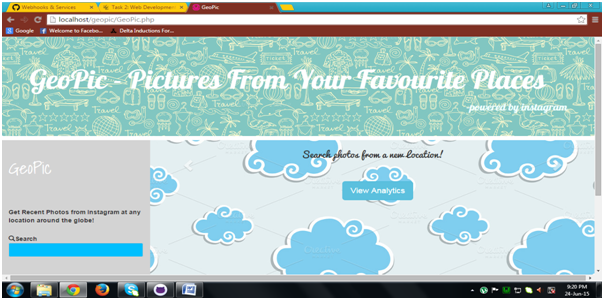 Webhooks & Services
Task 2: Web Developmen
GeoPic
localhost/geopic/GeoPic.php
Google
Welcome to Faceboo...
Delta Inductions For...
GeoPic - Pictures From Your Favourite Places
powered by instagram
GeoPic
Search photos from a new location!
View Analytics
Get Recent Photos from Instagram at any
location around the globe!
Search
9:20 PM
24-Jun-15